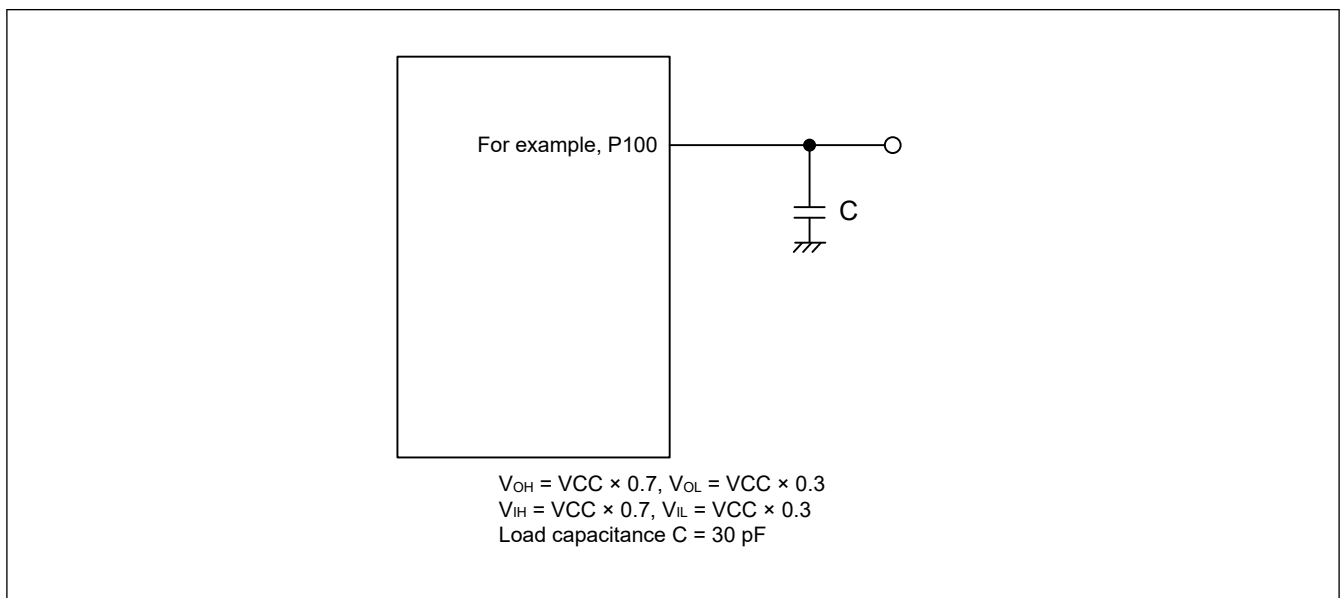 For example, P100
C
VOH = VCC × 0.7, VOL = VCC × 0.3
VIH = VCC × 0.7, VIL = VCC × 0.3
Load capacitance C = 30 pF